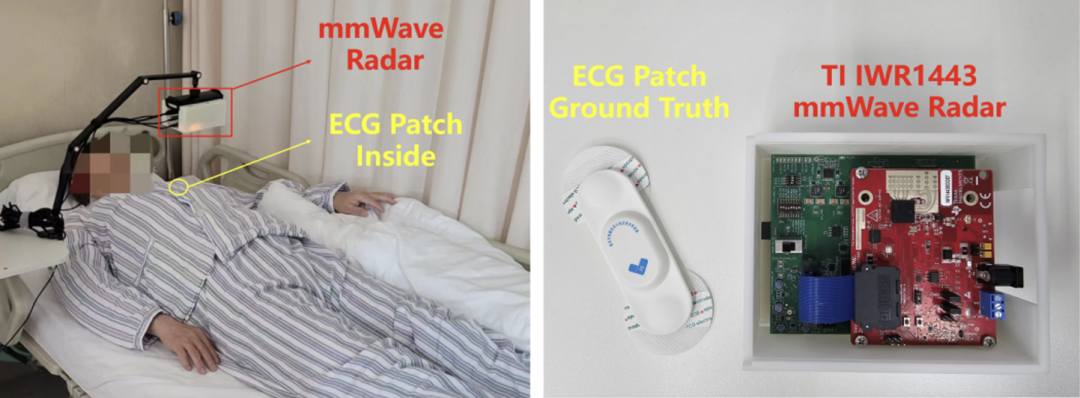 mmWave
Radar
ECG Patch
Inside
ECG Patch
Ground Truth
TI IWR1443
mmWave Radar